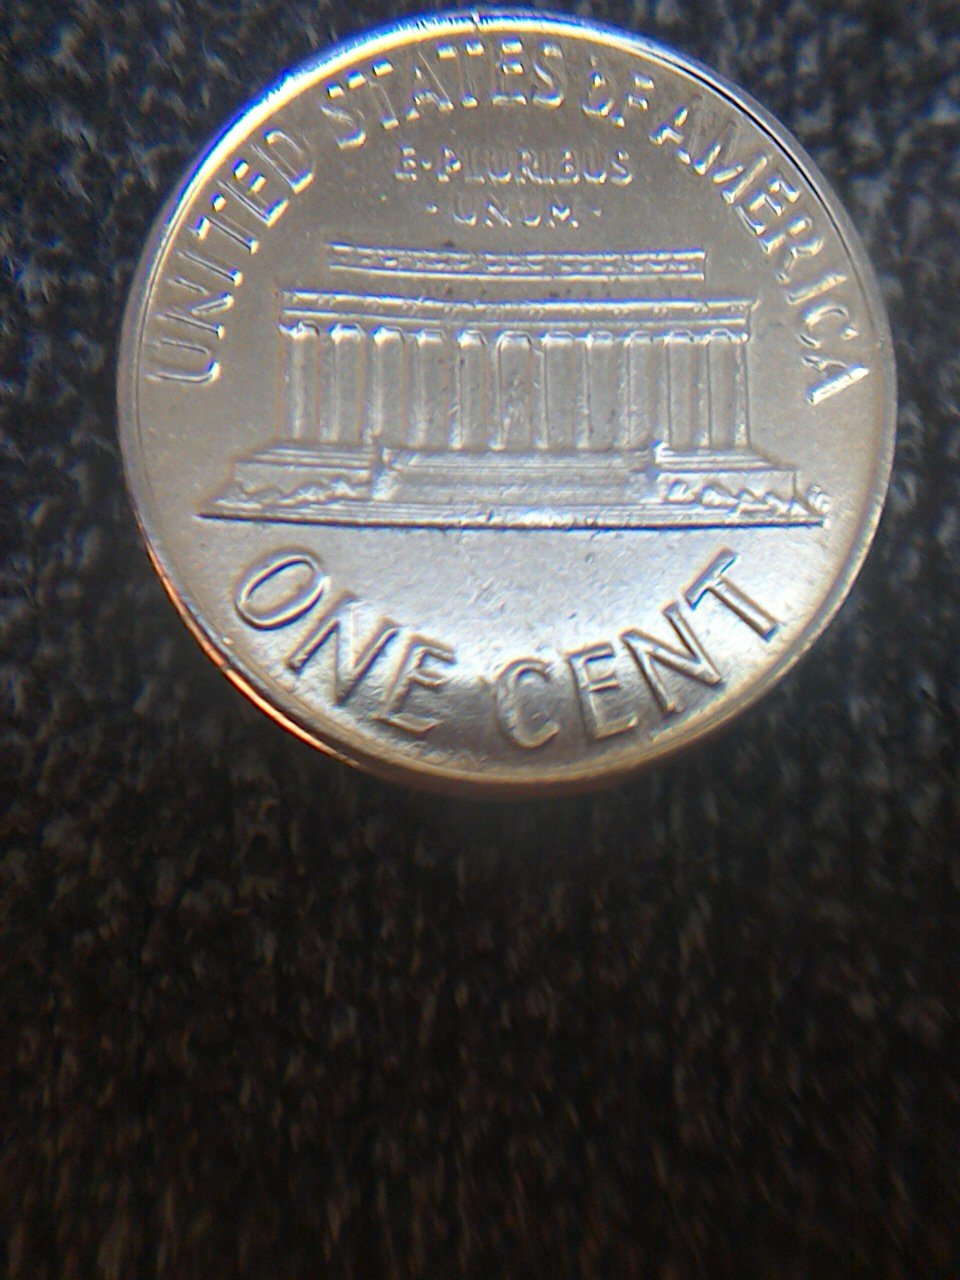 UNITED STATES OF AMERICA
E·PLURIBUS
·UNUM·
ONE CENT